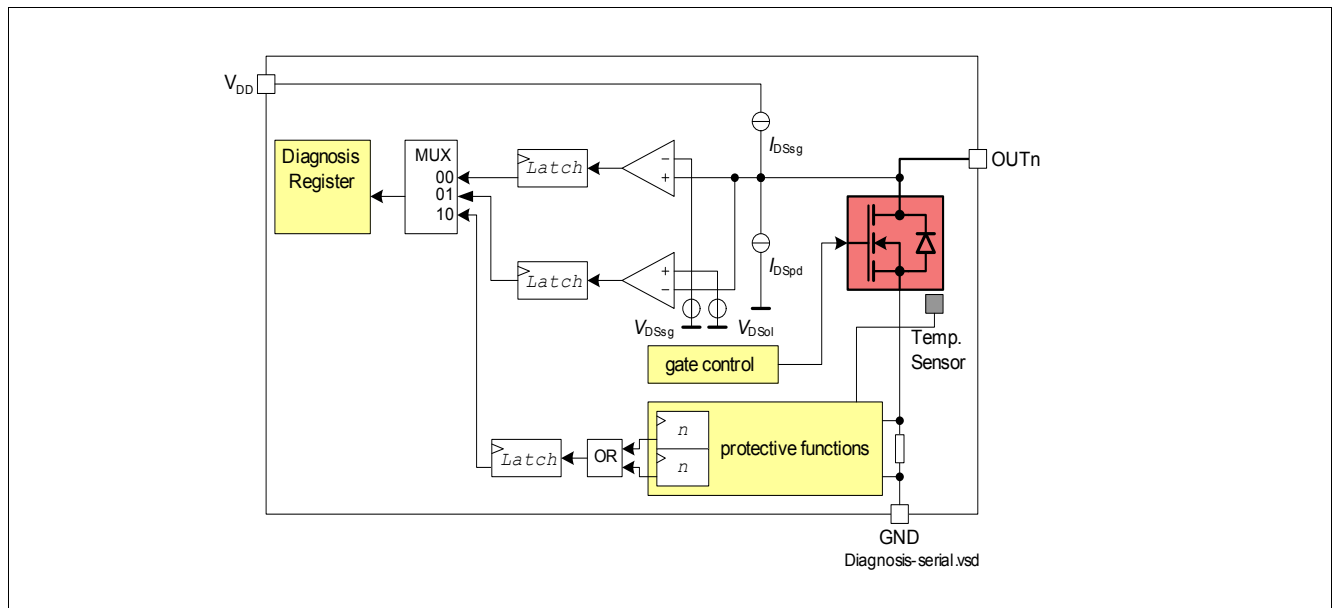 VDD
IDSsg
OUTn
Diagnosis
Register
MUX
00
01
10
Latch
−
+
Latch
+
−
IDSpd
VDSsg
VDSol
Temp.
Sensor
gate control
n
n
protective functions
Latch
OR
GND
Diagnosis-serial.vsd